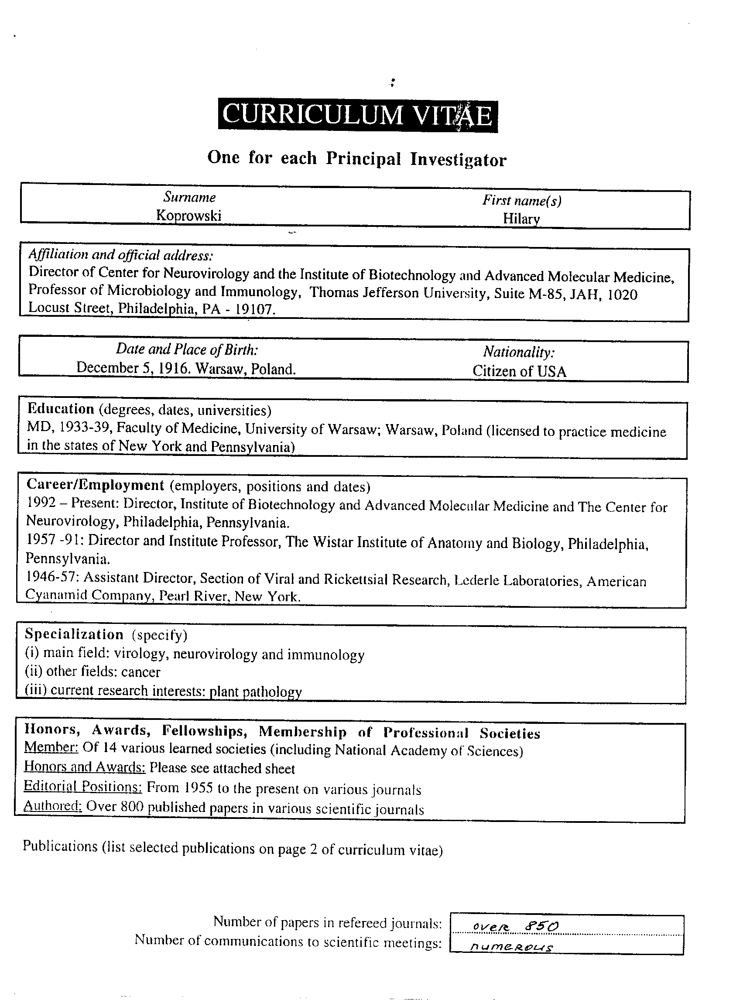 CURRICULUM VITAE
One for each Principal Investigator
Surname
Koprowski
First name(s)
Hilary
Affiliation and official address:
Director of Center for Neurovirology and the Institute of Biotechnology and Advanced Molecular Medicine,
Professor of Microbiology and Immunology, Thomas Jefferson University, Suite M-85, JAH, 1020
Locust Street, Philadelphia, PA - 19107.
Date and Place of Birth:
December 5, 1916. Warsaw, Poland.
Nationality:
Citizen of USA
Education (degrees, dates, universities)
MD, 1933-39, Faculty of Medicine, University of Warsaw; Warsaw, Poland (licensed to practice medicine
in the states of New York and Pennsylvania)
Career/Employment (employers, positions and dates)
1992 – Present: Director, Institute of Biotechnology and Advanced Molecular Medicine and The Center for
Neurovirology, Philadelphia, Pennsylvania.
1957 -91: Director and Institute Professor, The Wistar Institute of Anatomy and Biology, Philadelphia,
Pennsylvania.
1946-57: Assistant Director, Section of Viral and Rickettsial Research, Lederle Laboratories, American
Cyanamid Company, Pearl River, New York.
Specialization (specify)
(i) main field: virology, neurovirology and immunology
(ii) other fields: cancer
(iii) current research interests: plant pathology
Honors, Awards, Fellowships, Membership of Professional Societies
Member: Of 14 various learned societies (including National Academy of Sciences)
Honors and Awards: Please see attached sheet
Editorial Positions: From 1955 to the present on various journals
Authored: Over 800 published papers in various scientific journals
Publications (list selected publications on page 2 of curriculum vitae)
Number of papers in refereed journals: over 850
Number of communications to scientific meetings: numerous